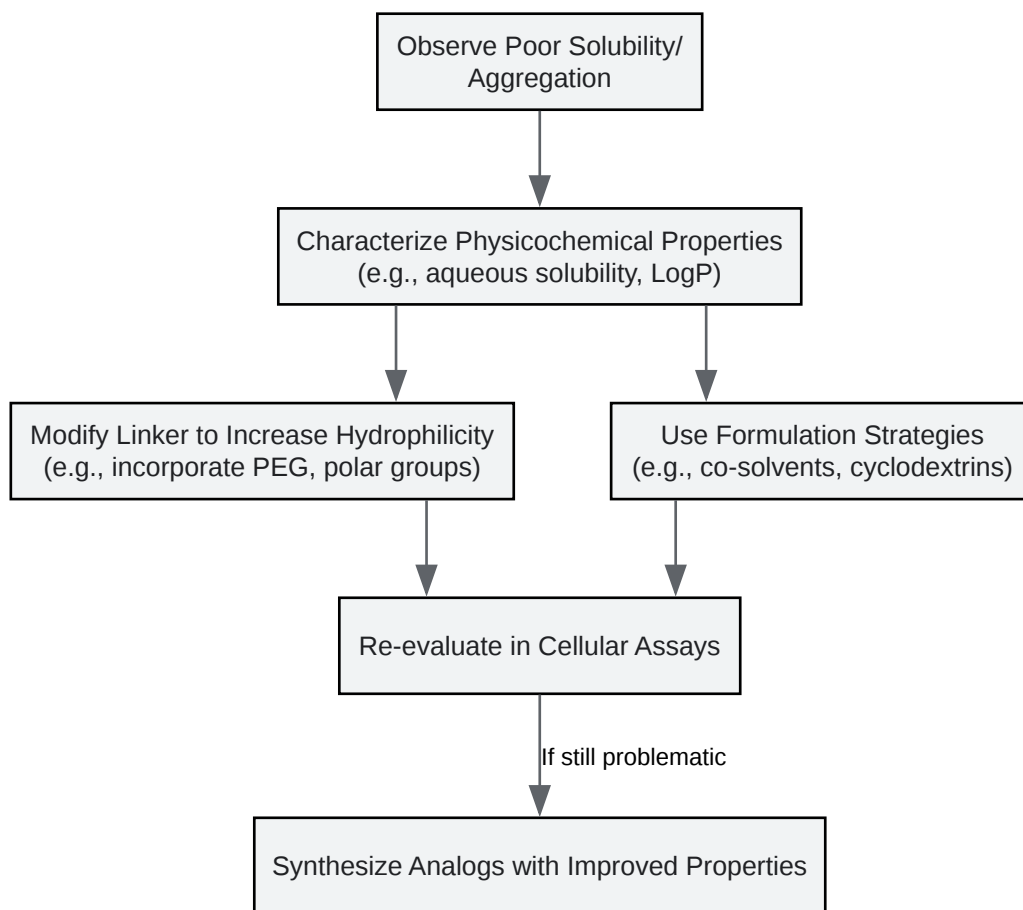 Observe Poor Solubility/
Aggregation
Characterize Physicochemical Properties
(e.g., aqueous solubility, LogP)
Modify Linker to Increase Hydrophilicity
(e.g., incorporate PEG, polar groups)
Use Formulation Strategies
(e.g., co-solvents, cyclodextrins)
Re-evaluate in Cellular Assays
If still problematic
Synthesize Analogs with Improved Properties